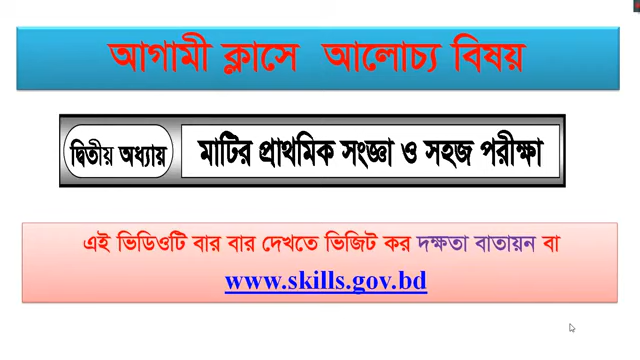 আগামী ক্লাসে আলোচ্য বিষয়
দ্বিতীয় অধ্যায় মাটির প্রাথমিক সংজ্ঞা ও সহজ পরীক্ষা
এই ভিডিওটি বার বার দেখতে ভিজিট কর দক্ষতা বাতায়ন বা
www.skills.gov.bd